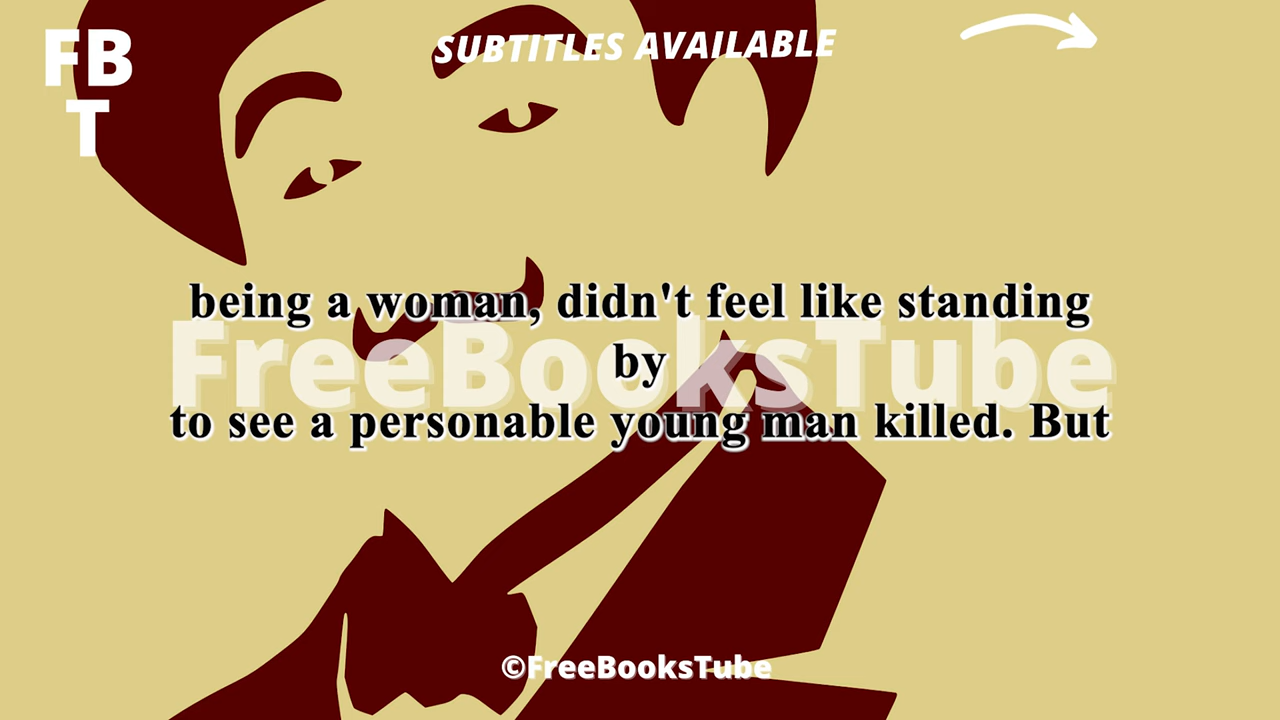 FB
T
SUBTITLES AVAILABLE
being a woman, didn't feel like standing
by
FreeBooksTube
to see a personable young man killed. But
©FreeBooksTube